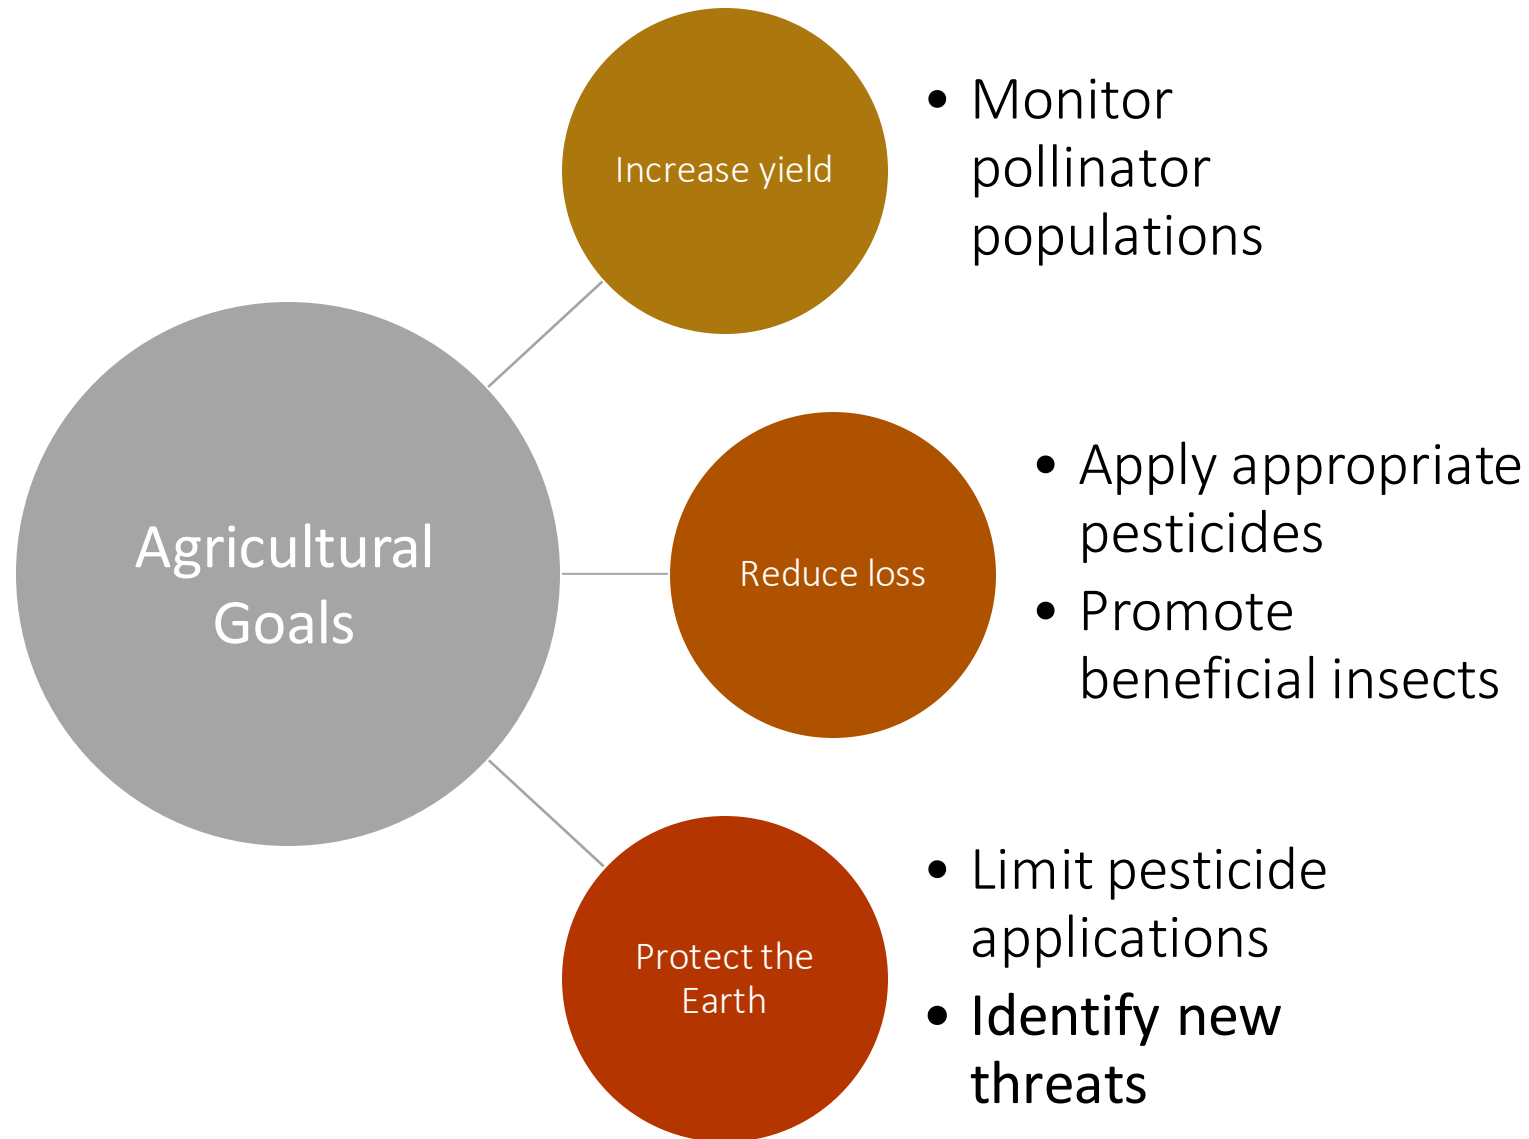 Agricultural
Goals
Increase yield
• Monitor
pollinator
populations
Reduce loss
• Apply appropriate
pesticides
• Promote
beneficial insects
Protect the
Earth
• Limit pesticide
applications
• Identify new
threats